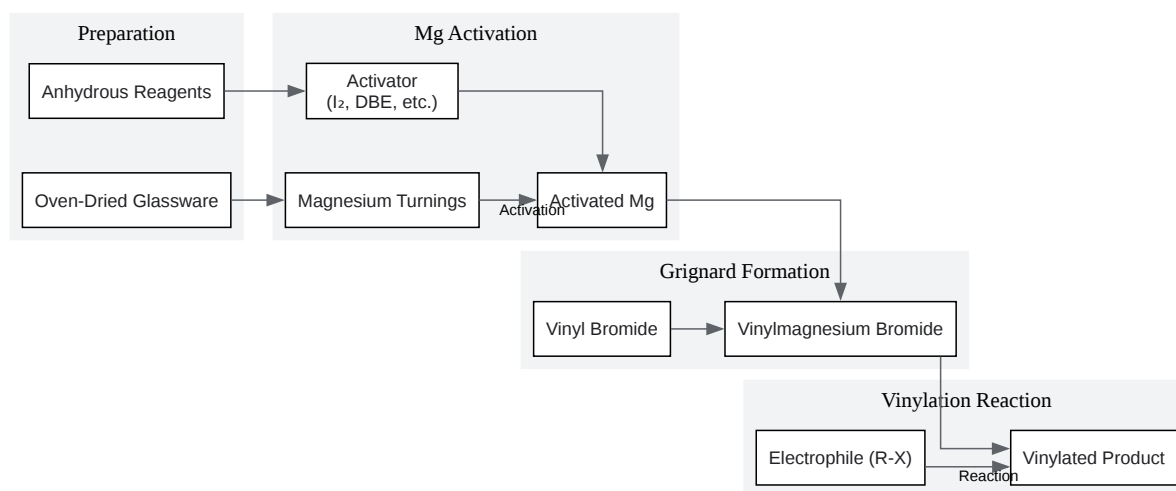 Preparation
Mg Activation
Anhydrous Reagents
Activator
(I₂, DBE, etc.)
Oven-Dried Glassware
Magnesium Turnings
Activation
Activated Mg
Grignard Formation
Vinyl Bromide
Vinylmagnesium Bromide
Vinylation Reaction
Electrophile (R-X)
Reaction
Vinylated Product